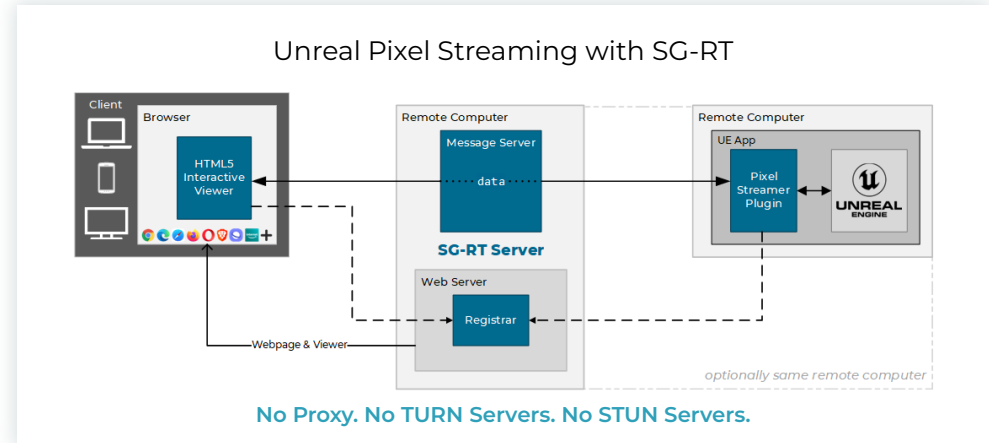 Unreal Pixel Streaming with SG-RT
Client
Browser
HTML5
Interactive
Viewer
Remote Computer
Message Server
data
SG-RT Server
Web Server
Registrar
Webpage & Viewer
Remote Computer
UE App
Pixel
Streamer
Plugin
UNREAL
ENGINE
optionally same remote computer
No Proxy. No TURN Servers. No STUN Servers.